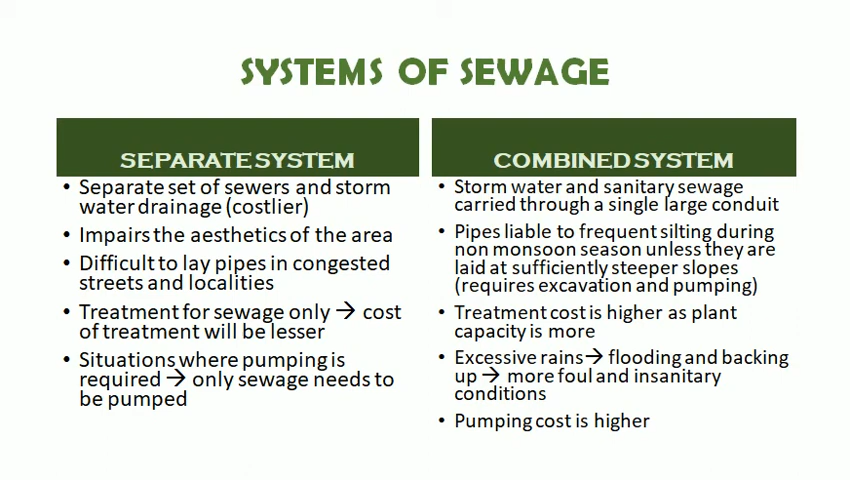 SYSTEMS OF SEWAGE
SEPARATE SYSTEM
• Separate set of sewers and storm
water drainage (costlier)
• Impairs the aesthetics of the area
• Difficult to lay pipes in congested
streets and localities
• Treatment for sewage only → cost
of treatment will be lesser
• Situations where pumping is
required → only sewage needs to
be pumped
COMBINED SYSTEM
• Storm water and sanitary sewage
carried through a single large conduit
• Pipes liable to frequent silting during
non monsoon season unless they are
laid at sufficiently steeper slopes
(requires excavation and pumping)
• Treatment cost is higher as plant
capacity is more
• Excessive rains→ flooding and backing
up → more foul and insanitary
conditions
• Pumping cost is higher